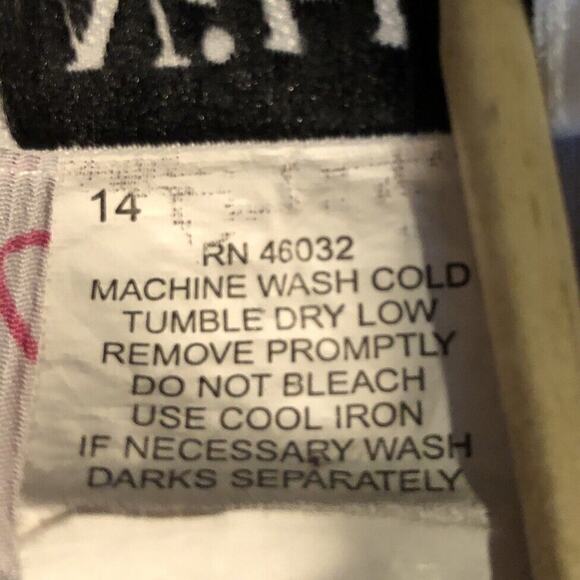 14
RN 46032
MACHINE WASH COLD
TUMBLE DRY LOW
REMOVE PROMPTLY
DO NOT BLEACH
USE COOL IRON
IF NECESSARY WASH
DARKS SEPARATELY